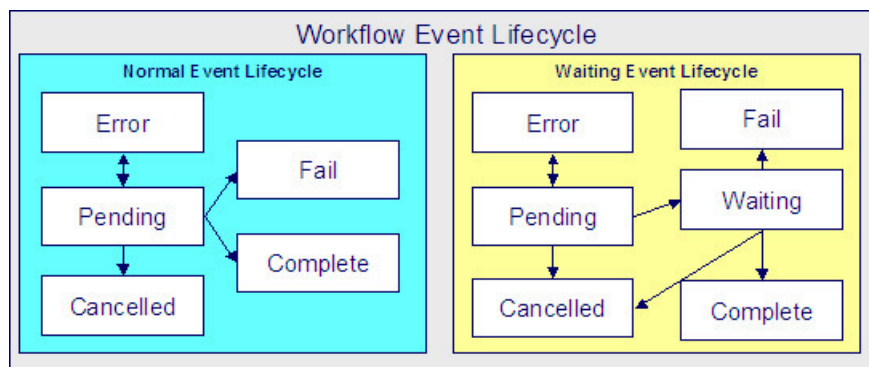 Workflow Event Lifecycle
Normal Event Lifecycle
Error
Fail
Pending
Complete
Cancelled
Waiting Event Lifecycle
Error
Fail
Pending
Waiting
Cancelled
Complete